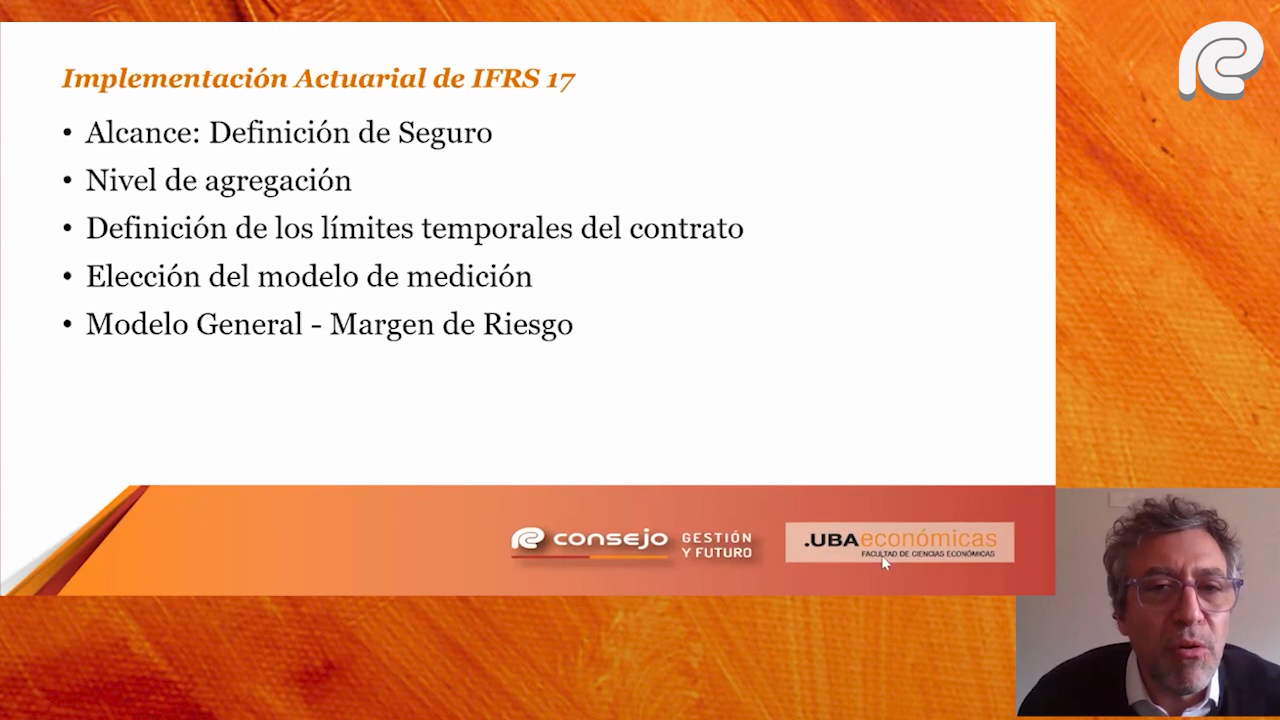 Implementación Actuarial de IFRS 17
• Alcance: Definición de Seguro
• Nivel de agregación
• Definición de los límites temporales del contrato
• Elección del modelo de medición
• Modelo General - Margen de Riesgo
consejo GESTIÓN Y FUTURO
.UBAeconómicas
FACULTAD DE CIENCIAS ECONÓMICAS